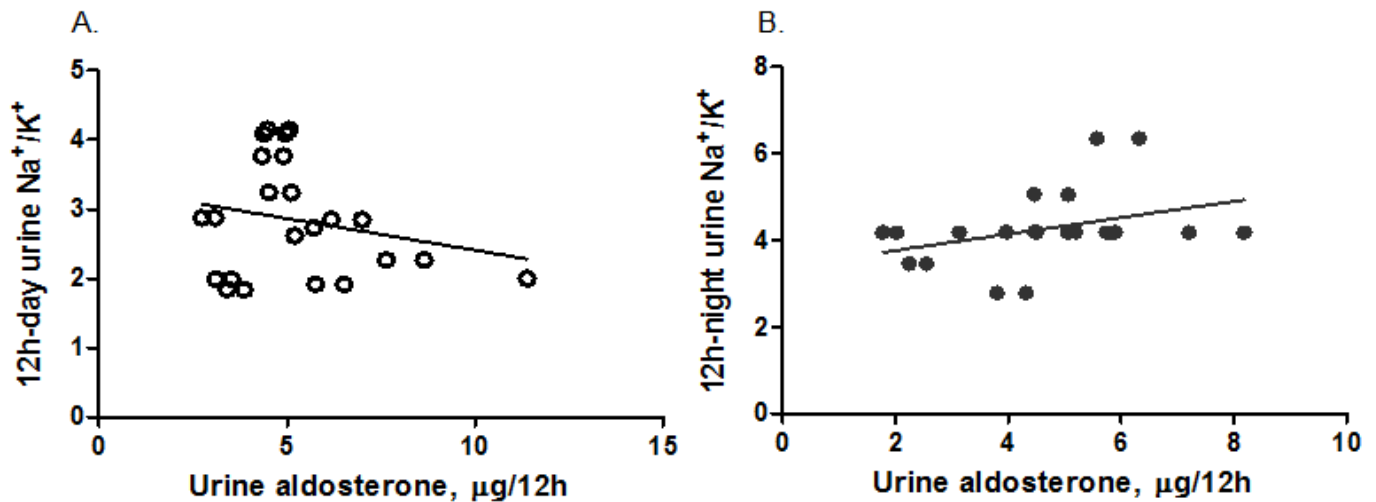 A.
12h-day urine Na⁺/K⁺
5
4
3
2
1
0
0 5 10 15
Urine aldosterone, μg/12h
B.
12h-night urine Na⁺/K⁺
8
6
4
2
0
0 2 4 6 8 10
Urine aldosterone, μg/12h